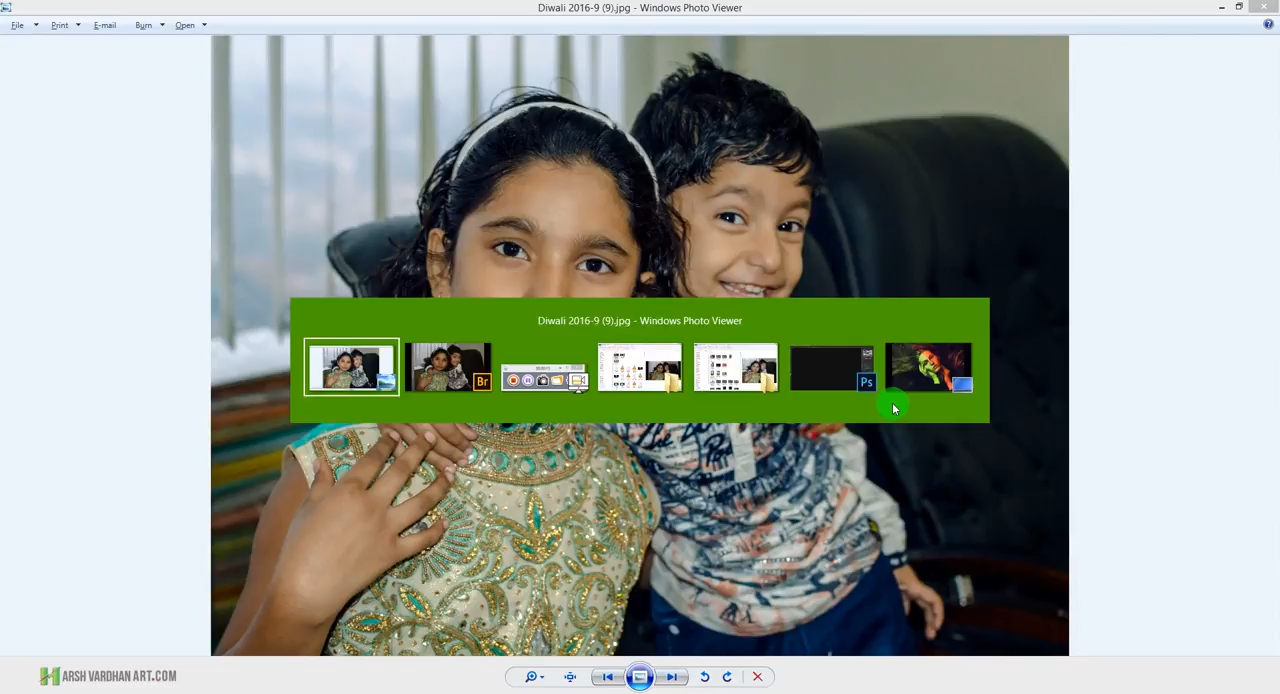 Diwali 2016-9 (9).jpg - Windows Photo Viewer
File Print E-mail Burn Open
Diwali 2016-9 (9).jpg - Windows Photo Viewer
Br
Ps
HARSH VARDHAN ART.COM